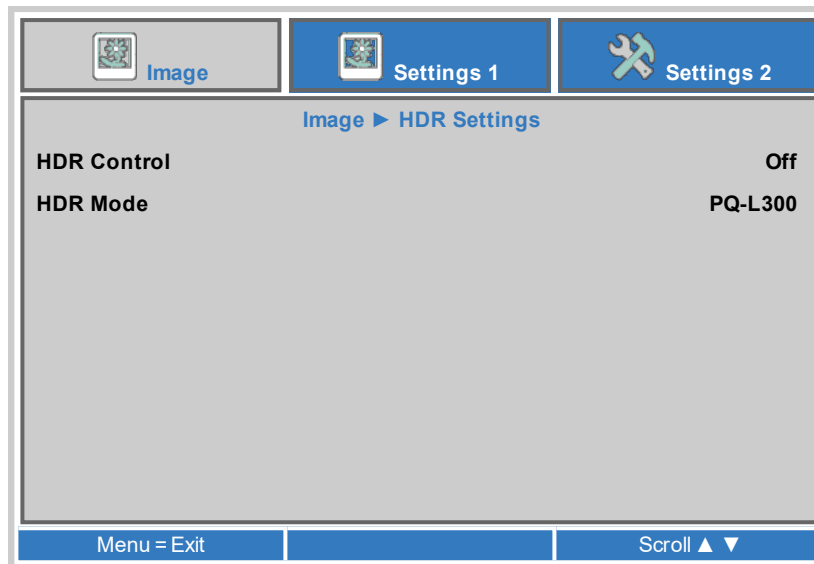 Image
Settings 1
Settings 2
Image ► HDR Settings
HDR Control Off
HDR Mode PQ-L300
Menu = Exit
Scroll ▲ ▼